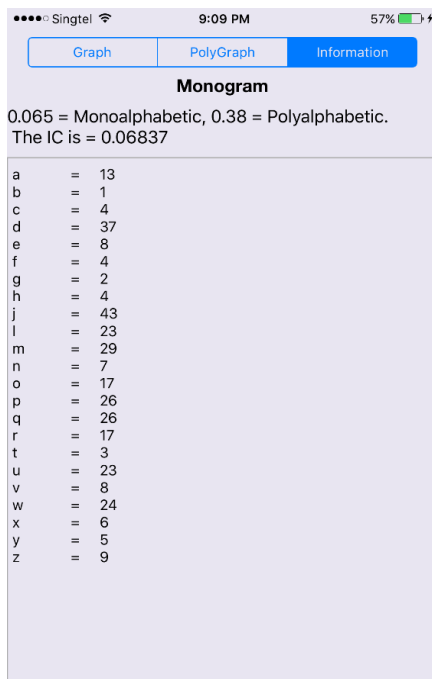 Singtel 9:09 PM 57%
Graph PolyGraph Information
Monogram
0.065 = Monoalphabetic, 0.38 = Polyalphabetic.
The IC is = 0.06837
a = 13
b = 1
c = 4
d = 37
e = 8
f = 4
g = 2
h = 4
j = 43
l = 23
m = 29
n = 7
o = 17
p = 26
q = 26
r = 17
t = 3
u = 23
v = 8
w = 24
x = 6
y = 5
z = 9